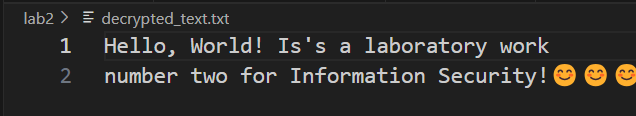 lab2 > decrypted_text.txt
1 Hello, World! Is's a laboratory work
2 number two for Information Security!😊😊😊